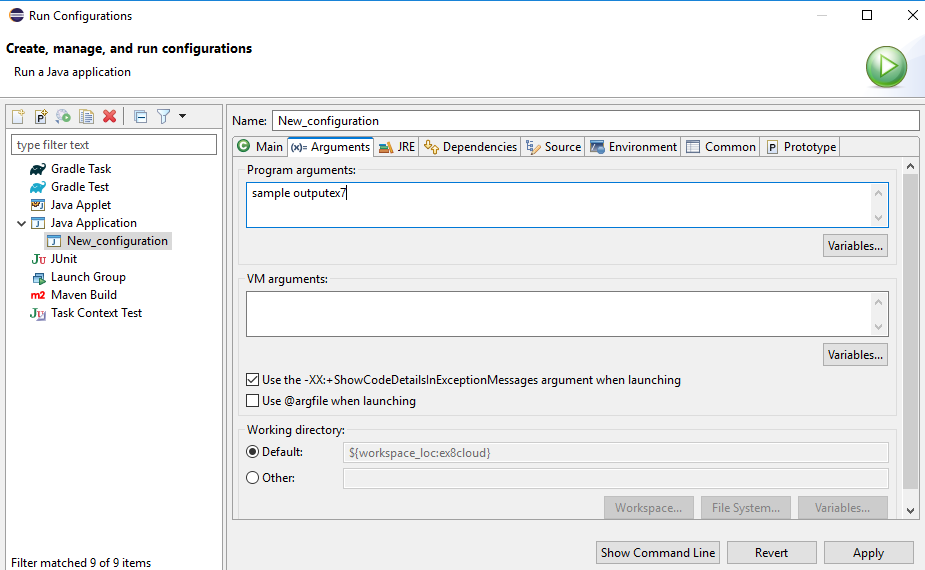 Run Configurations
Create, manage, and run configurations
Run a Java application
type filter text
Gradle Task
Gradle Test
Java Applet
Java Application
New_configuration
JUnit
Launch Group
Maven Build
Task Context Test
Filter matched 9 of 9 items
Name: New_configuration
Main (x)= Arguments JRE Dependencies Source Environment Common Prototype
Program arguments:
sample outputex7
Variables...
VM arguments:
Variables...
Use the -XX:+ShowCodeDetailsInExceptionMessages argument when launching
Use @argfile when launching
Working directory:
Default: ${workspace_loc:ex8cloud}
Other:
Workspace... File System... Variables...
Show Command Line Revert Apply